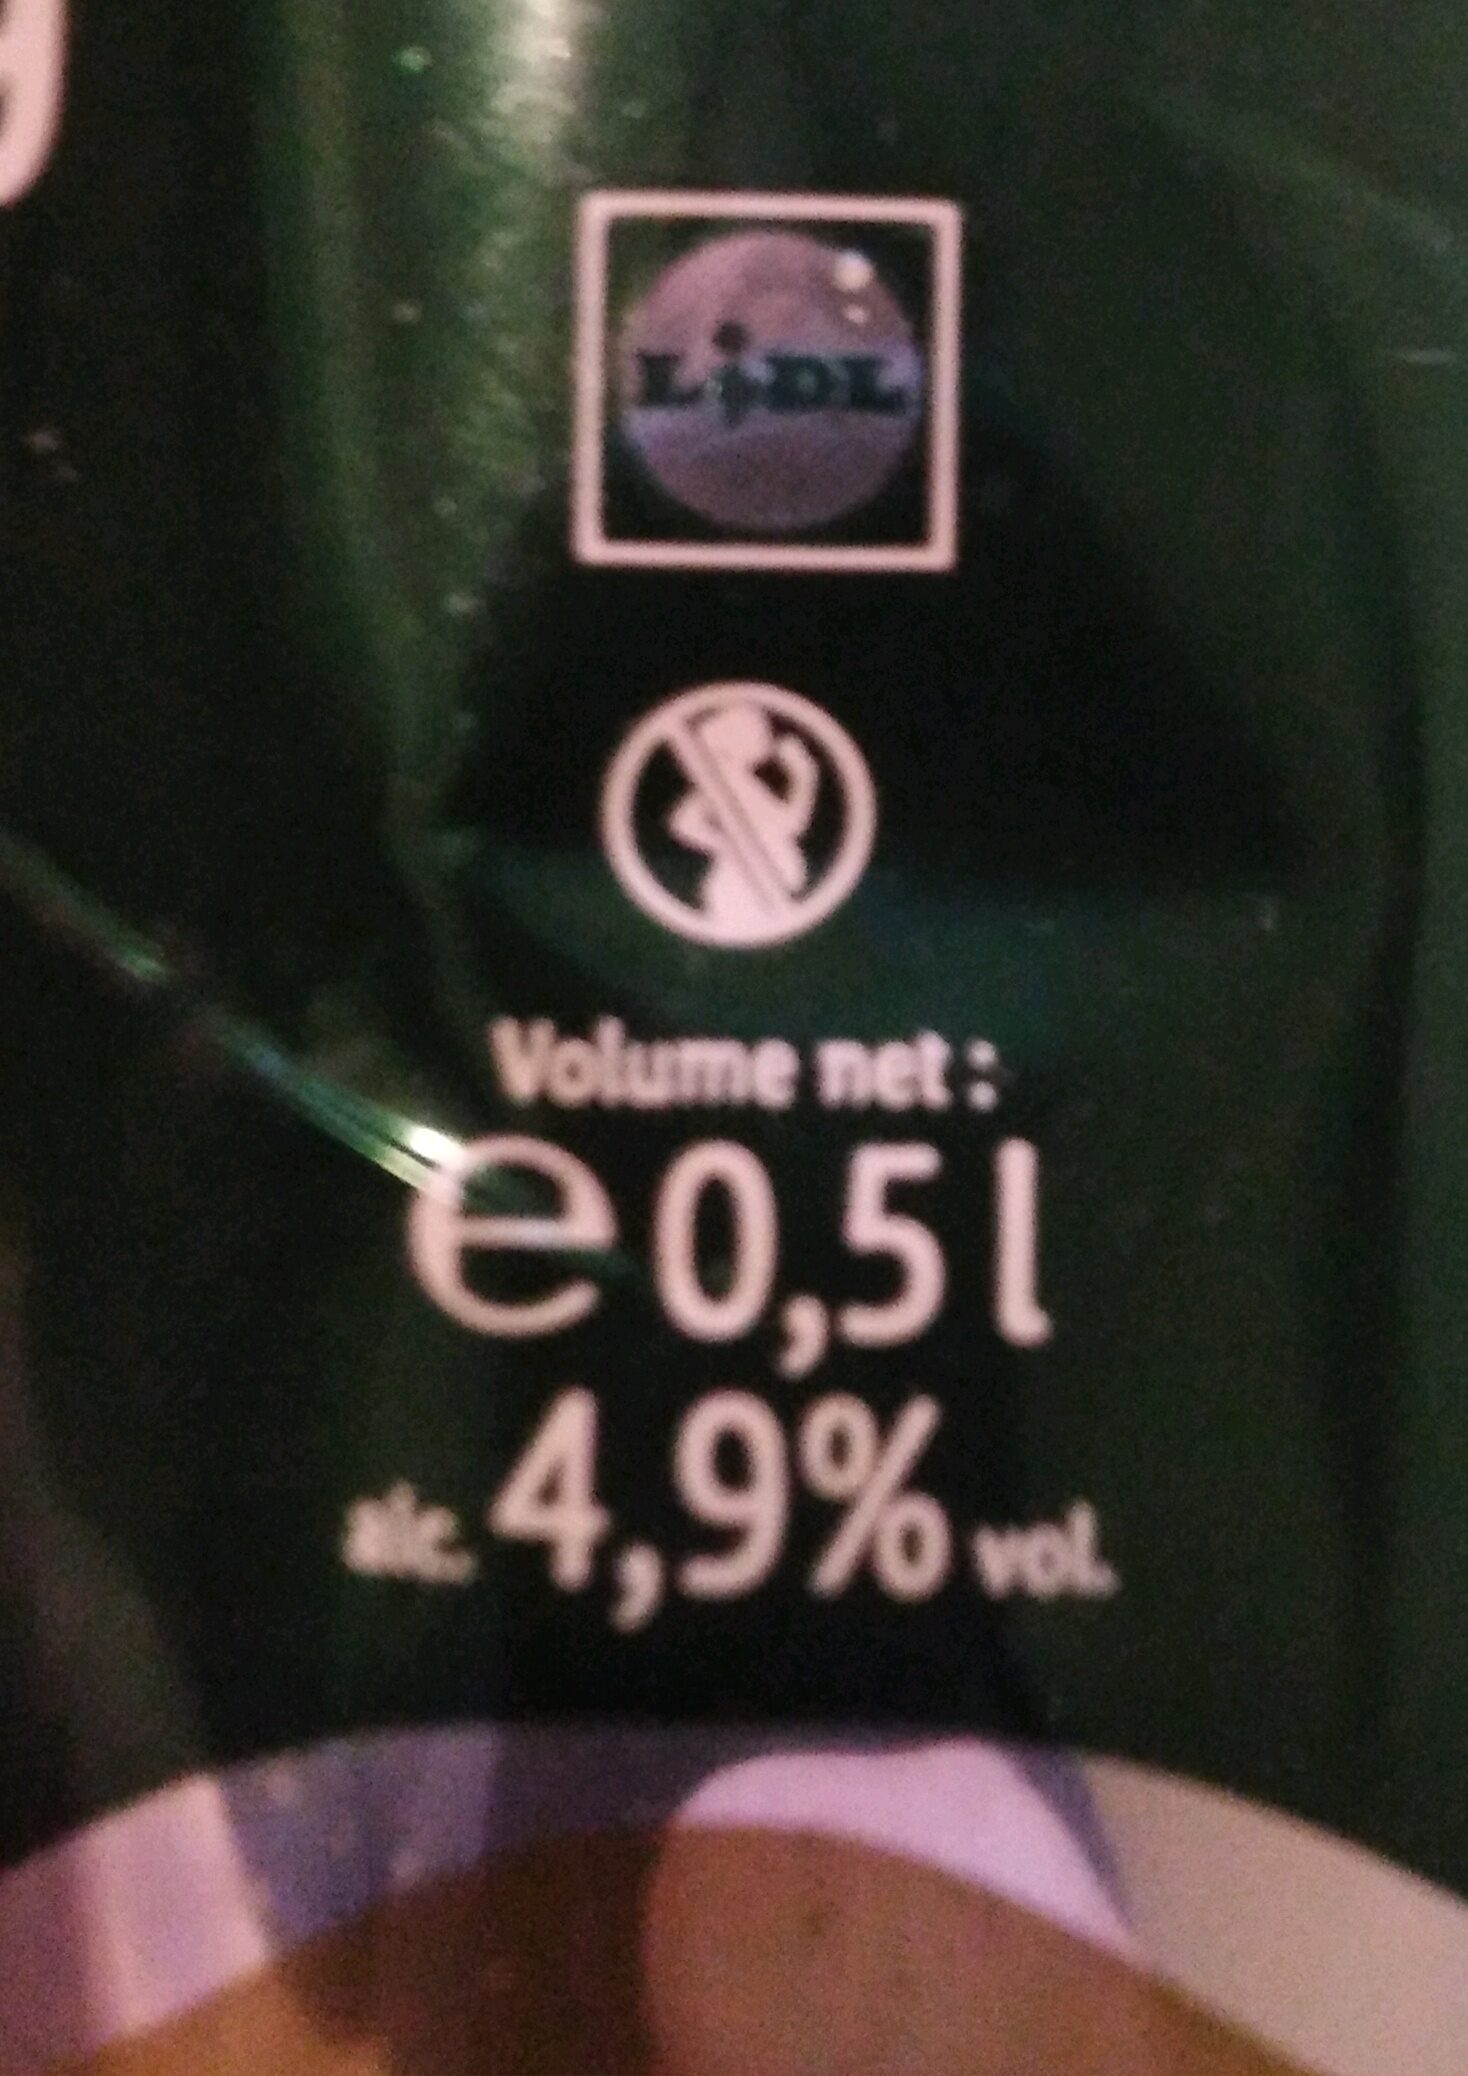 LiDL
Volume net :
e 0,5 l
alc. 4,9% vol.